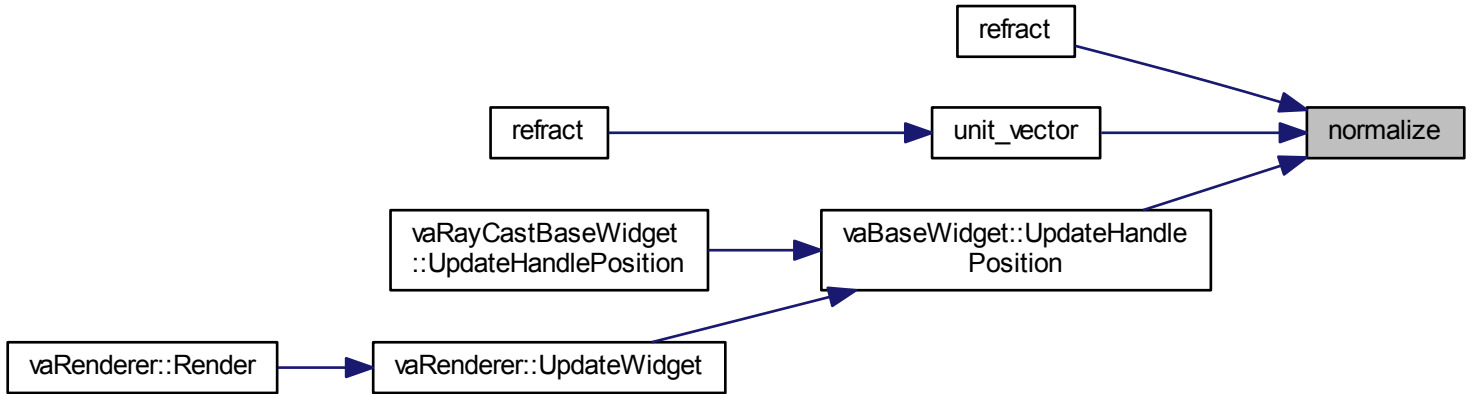 refract
refract
unit_vector
normalize
vaRayCastBaseWidget
::UpdateHandlePosition
vaBaseWidget::UpdateHandle
Position
vaRenderer::Render
vaRenderer::UpdateWidget